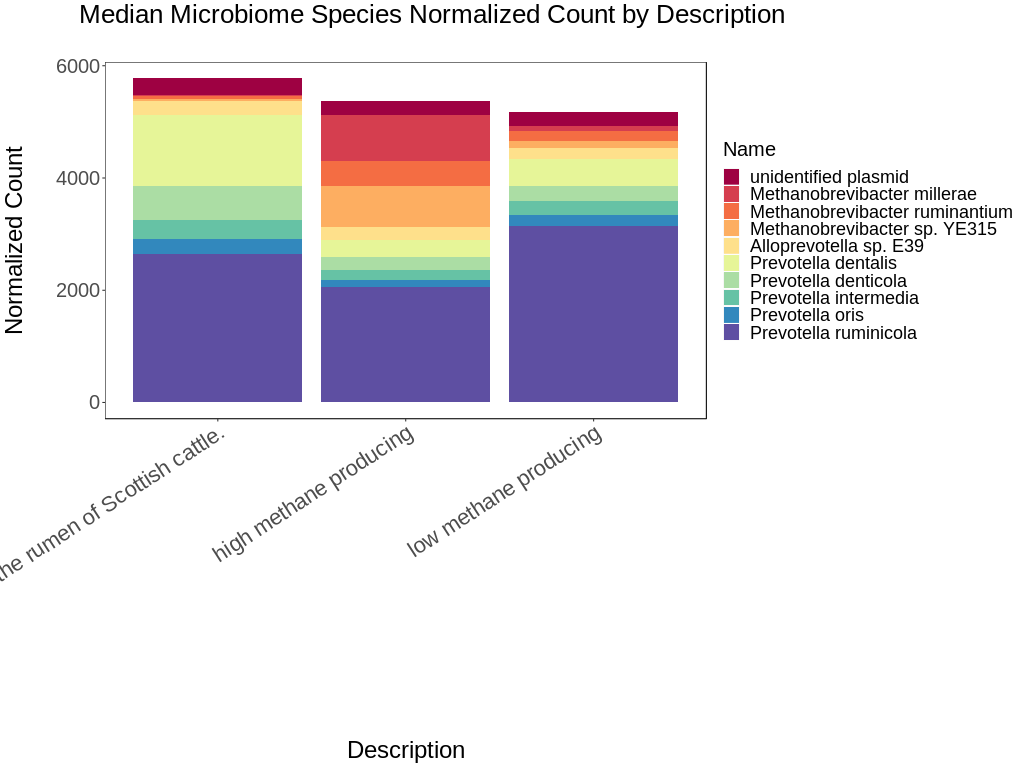 Median Microbiome Species Normalized Count by Description
Normalized Count
6000
4000
2000
0
the rumen of Scottish cattle.
high methane producing
low methane producing
Description
Name
unidentified plasmid
Methanobrevibacter millerae
Methanobrevibacter ruminantium
Methanobrevibacter sp. YE315
Alloprevotella sp. E39
Prevotella dentalis
Prevotella denticola
Prevotella intermedia
Prevotella oris
Prevotella ruminicola